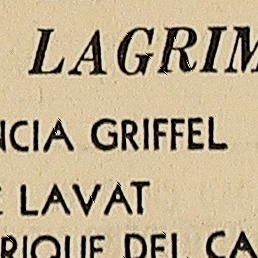 LAGRIM
NCIA GRIFFEL
E LAVAT
RIQUE DEL CA